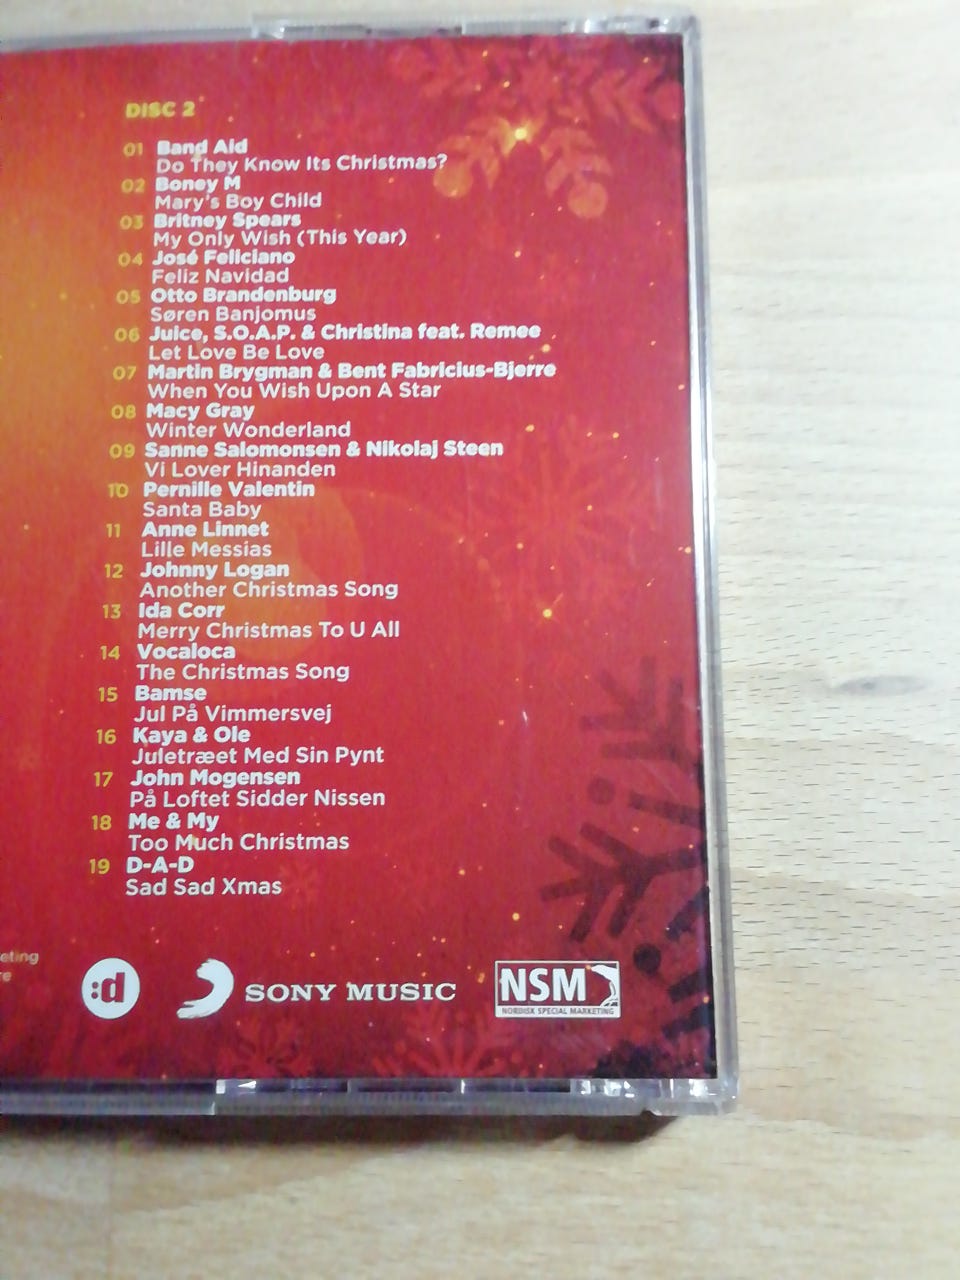 DISC 2
01 Band Aid
Do They Know Its Christmas?
02 Boney M
Mary's Boy Child
03 Britney Spears
My Only Wish (This Year)
04 José Feliciano
Feliz Navidad
05 Otto Brandenburg
Søren Banjomus
06 Juice, S.O.A.P. & Christina feat. Remee
Let Love Be Love
07 Martin Brygman & Bent Fabricius-Bjerre
When You Wish Upon A Star
08 Macy Gray
Winter Wonderland
09 Sanne Salomonsen & Nikolaj Steen
Vi Lover Hinanden
10 Pernille Valentin
Santa Baby
11 Anne Linnet
Lille Messias
12 Johnny Logan
Another Christmas Song
13 Ida Corr
Merry Christmas To U All
14 Vocaloca
The Christmas Song
15 Bamse
Jul På Vimmersvej
16 Kaya & Ole
Juletræet Med Sin Pynt
17 John Mogensen
På Loftet Sidder Nissen
18 Me & My
Too Much Christmas
19 D-A-D
Sad Sad Xmas
eting
re
:d
SONY MUSIC
NSM
NORDISK SPECIAL MARKETING